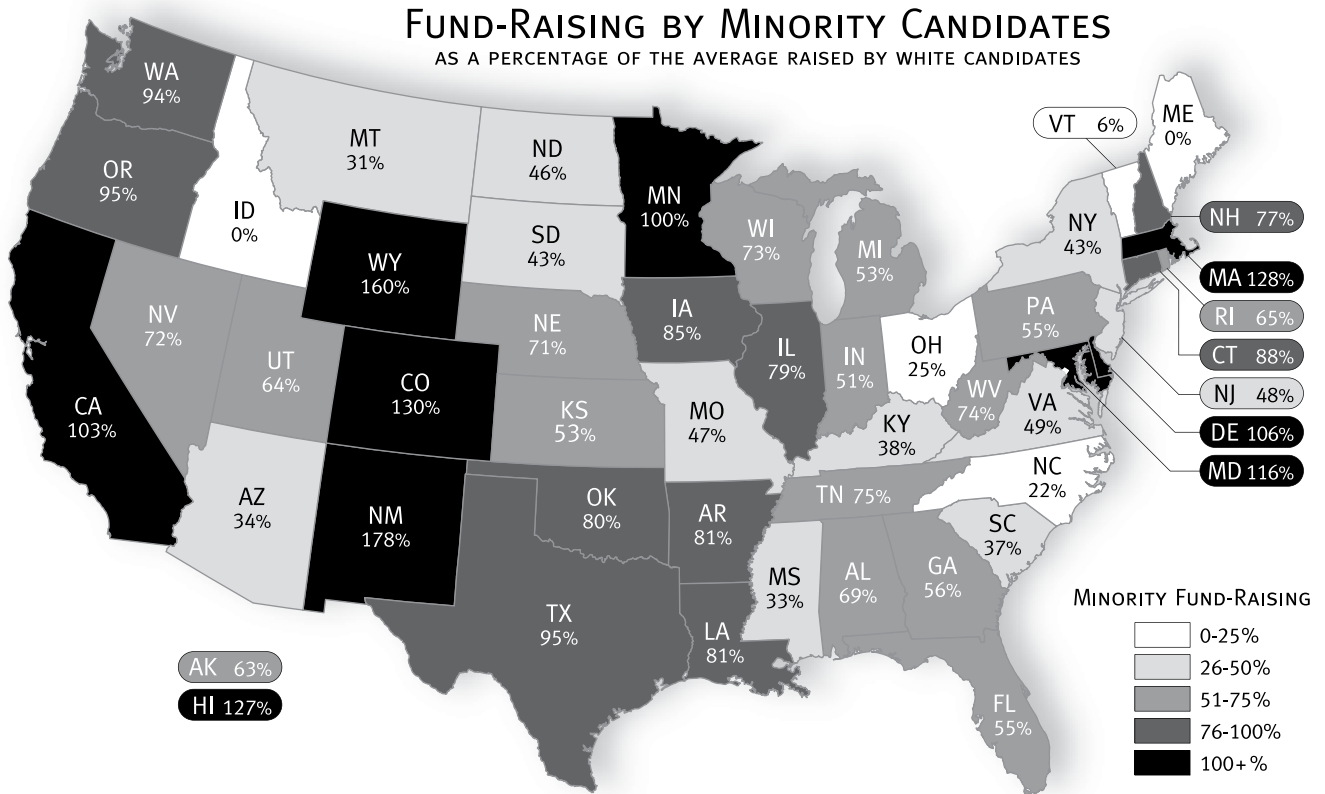 Fund-Raising by Minority Candidates
as a percentage of the average raised by white candidates
WA
94%
OR
95%
ID
0%
MT
31%
ND
46%
MN
100%
VT 6%
ME
0%
NH 77%
NY
43%
MA 128%
RI 65%
CT 88%
NJ 48%
DE 106%
MD 116%
SD
43%
WI
73%
MI
53%
WY
160%
NV
72%
UT
64%
NE
71%
IA
85%
IL
79%
IN
51%
OH
25%
PA
55%
WV
74%
VA
49%
CA
103%
CO
130%
KS
53%
MO
47%
KY
38%
NC
22%
AZ
34%
NM
178%
OK
80%
AR
81%
TN 75%
SC
37%
MS
33%
AL
69%
GA
56%
TX
95%
LA
81%
FL
55%
AK 63%
HI 127%
Minority Fund-Raising
0-25%
26-50%
51-75%
76-100%
100+%